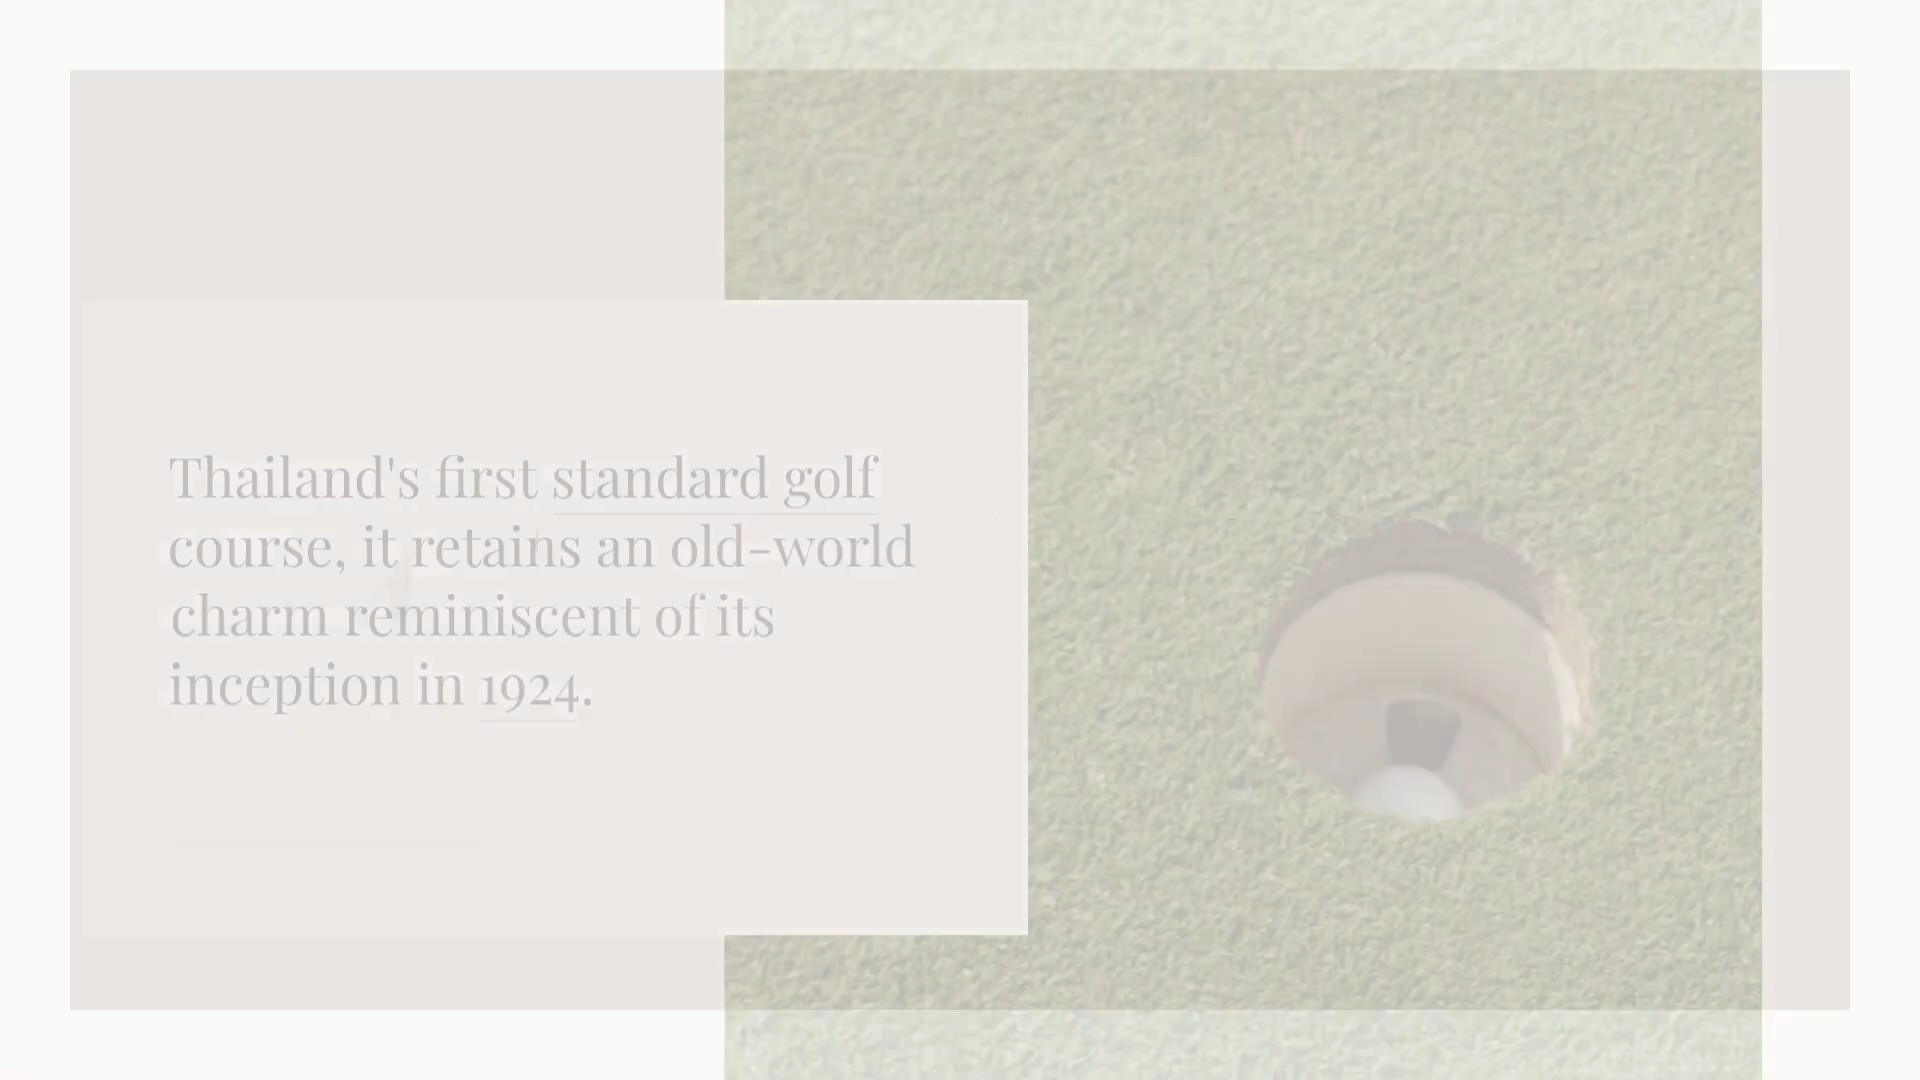 Thailand's first standard golf
course, it retains an old-world
charm reminiscent of its
inception in 1924.